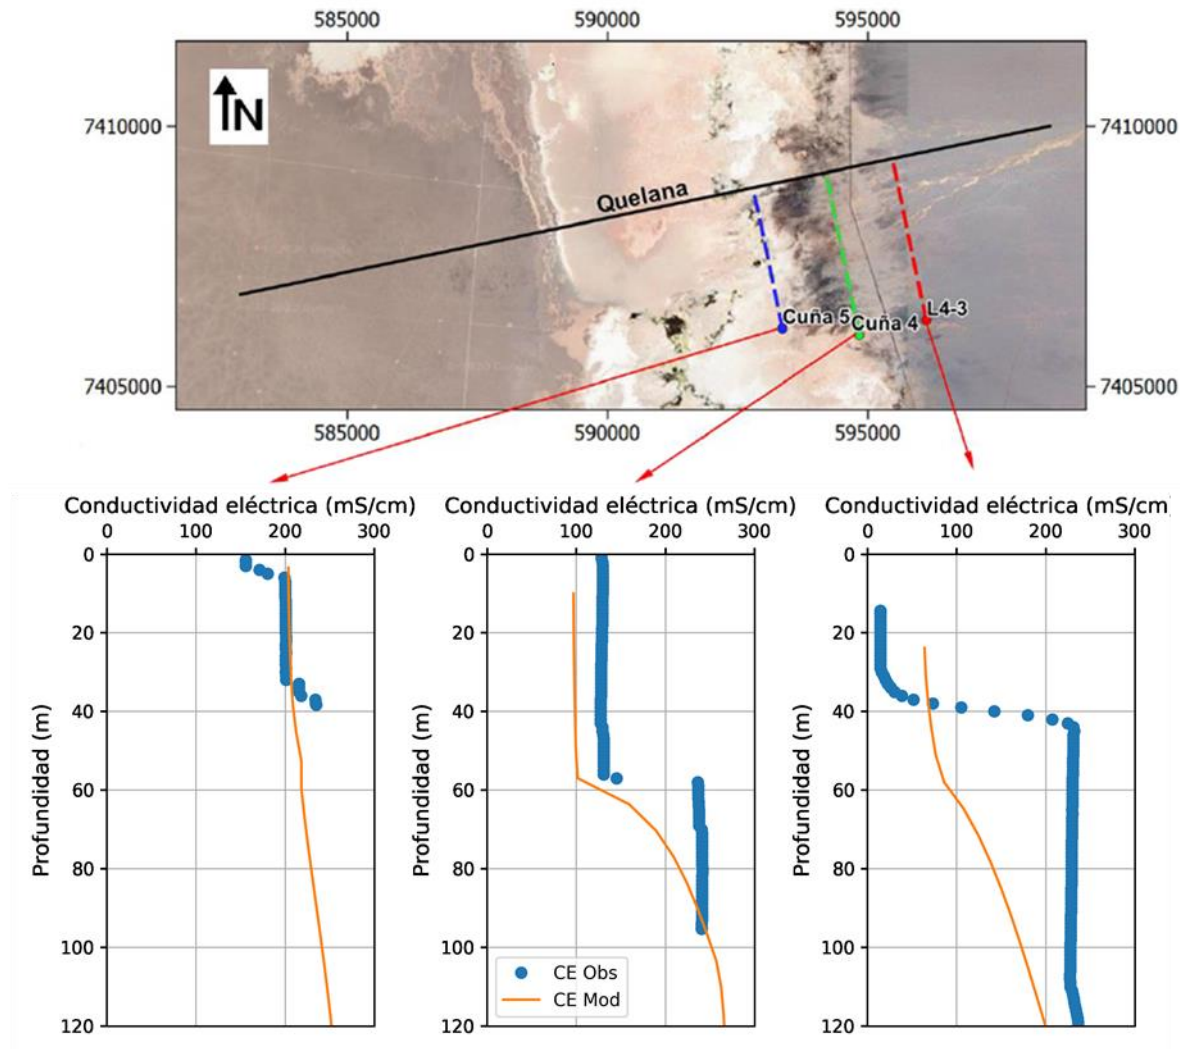 585000 590000 595000
N
7410000 7410000
Quelana
Cuña 5 Cuña 4 L4-3
7405000 7405000
585000 590000 595000
Conductividad eléctrica (mS/cm) Conductividad eléctrica (mS/cm) Conductividad eléctrica (mS/cm)
0 100 200 300 0 100 200 300 0 100 200 300
0 0 0
20 20 20
40 40 40
60 60 60
80 80 80
100 100 100
120 120 120
Profundidad (m) Profundidad (m) Profundidad (m)
CE Obs
CE Mod